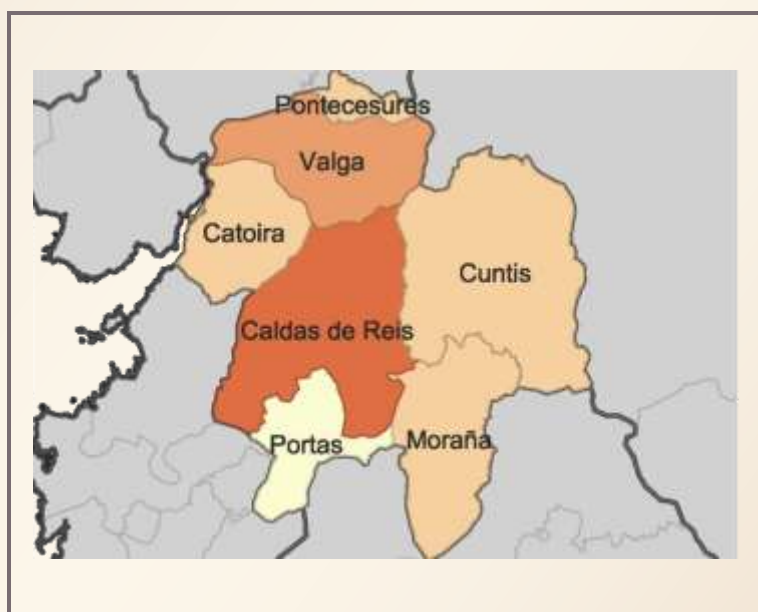 Pontecesures
Valga
Catoira
Cuntis
Caldas de Reis
Portas
Moraña